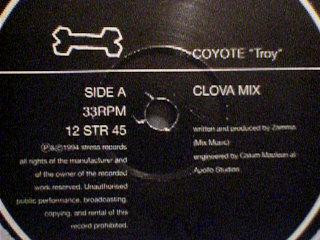 COYOTE "Troy"
SIDE A
33RPM
12 STR 45
CLOVA MIX
℗&©1994 stress records
all rights of the manufacturer and
of the owner of the recorded
work reserved. Unauthorised
public performance, broadcasting,
copying, and rental of this
record prohibited.
written and produced by
(Mix Music)
engineered by Calum Maclean at
Apollo Studios.